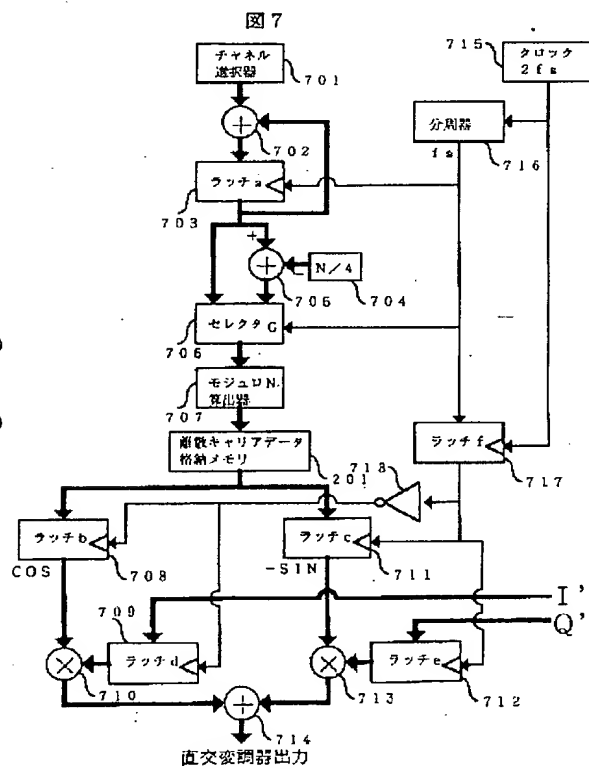 図7
チャネル
選択器
701
715
クロック
2fs
702
分周器
fs
716
ラッチa
703
+
-
N/4
705
704
セレクタG
706
モジュロN
算出器
707
離散キャリアデータ
格納メモリ
201
ラッチf
717
718
ラッチb
COS
708
ラッチc
-SIN
711
I'
Q'
709
ラッチd
710
ラッチe
713
712
714
直交変調器出力